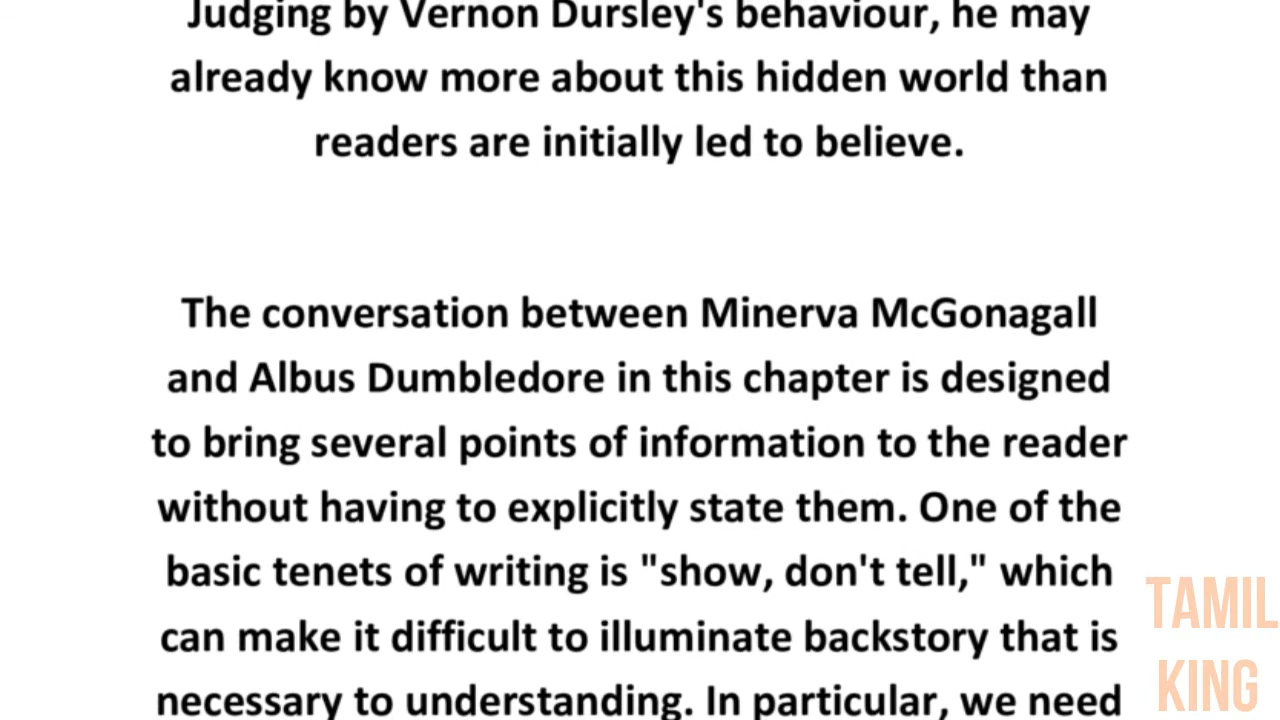 Judging by Vernon Dursley's behaviour, he may
already know more about this hidden world than
readers are initially led to believe.
The conversation between Minerva McGonagall
and Albus Dumbledore in this chapter is designed
to bring several points of information to the reader
without having to explicitly state them. One of the
basic tenets of writing is "show, don't tell," which
can make it difficult to illuminate backstory that is
necessary to understanding. In particular, we need
TAMIL
KING